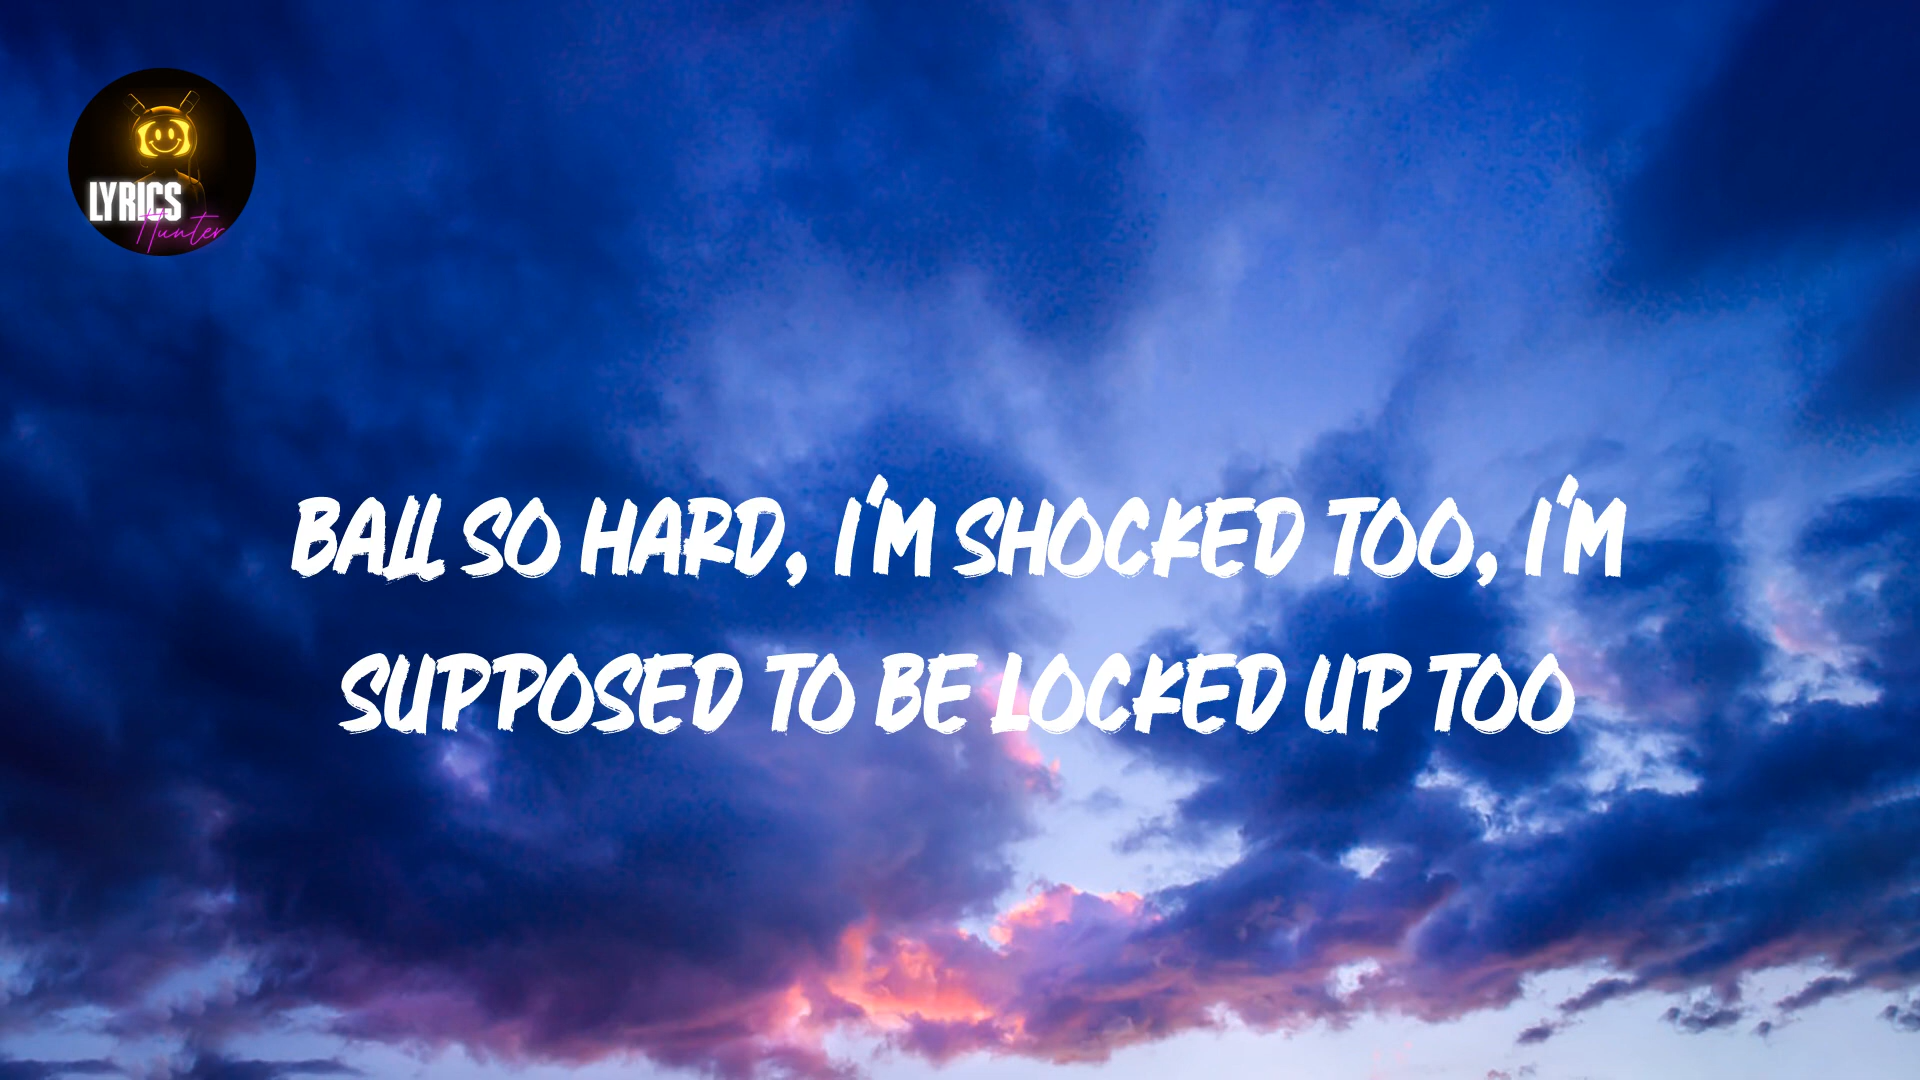 LYRICS
Hunter
BALL SO HARD, I'M SHOCKED TOO, I'M
SUPPOSED TO BE LOCKED UP TOO